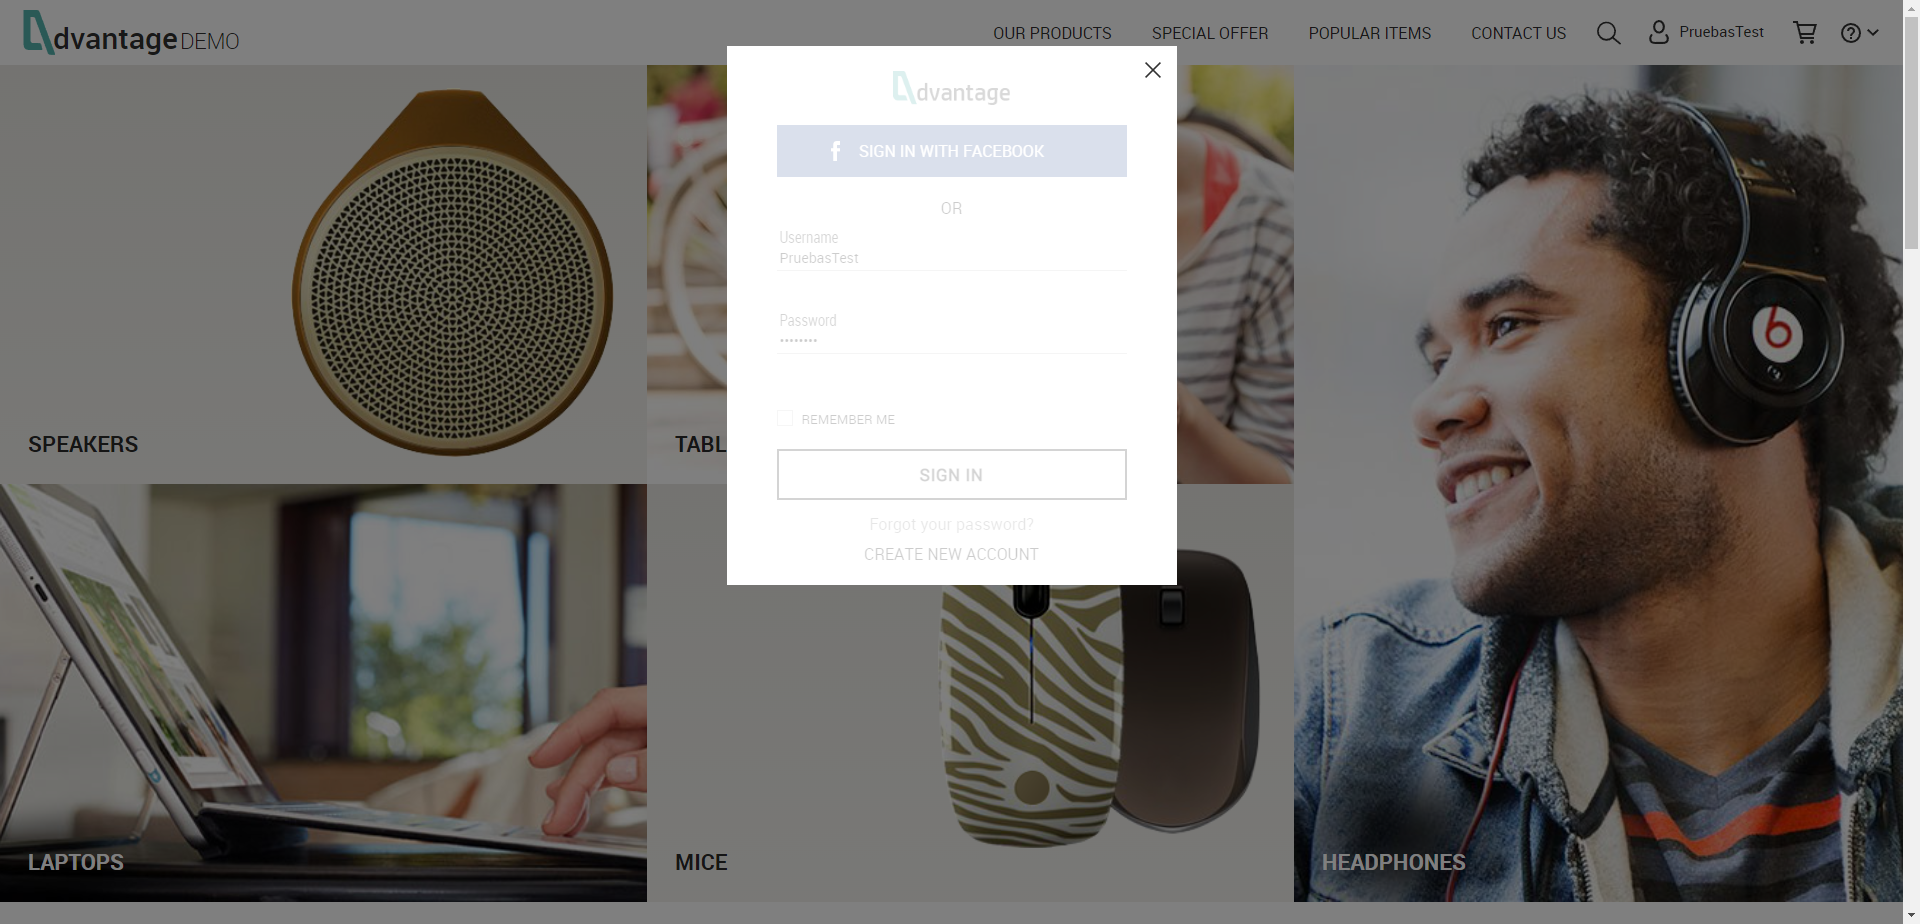 dvantage DEMO
OUR PRODUCTS
SPECIAL OFFER
POPULAR ITEMS
CONTACT US
PruebasTest
dvantage
SIGN IN WITH FACEBOOK
OR
Username
PruebasTest
Password
••••••••
REMEMBER ME
SIGN IN
Forgot your password?
CREATE NEW ACCOUNT
SPEAKERS
TABL
LAPTOPS
MICE
HEADPHONES